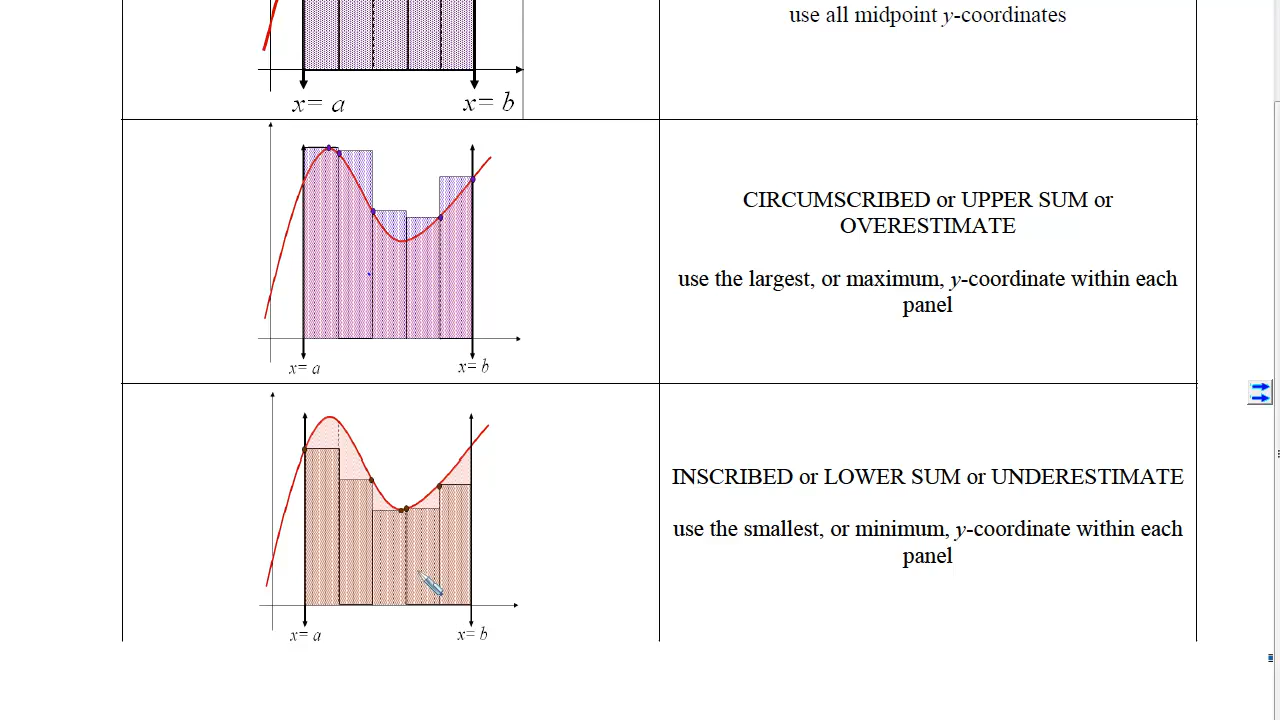 use all midpoint y-coordinates
x= a
x= b
CIRCUMSCRIBED or UPPER SUM or
OVERESTIMATE
use the largest, or maximum, y-coordinate within each
panel
x= a
x= b
INSCRIBED or LOWER SUM or UNDERESTIMATE
use the smallest, or minimum, y-coordinate within each
panel
x= a
x= b